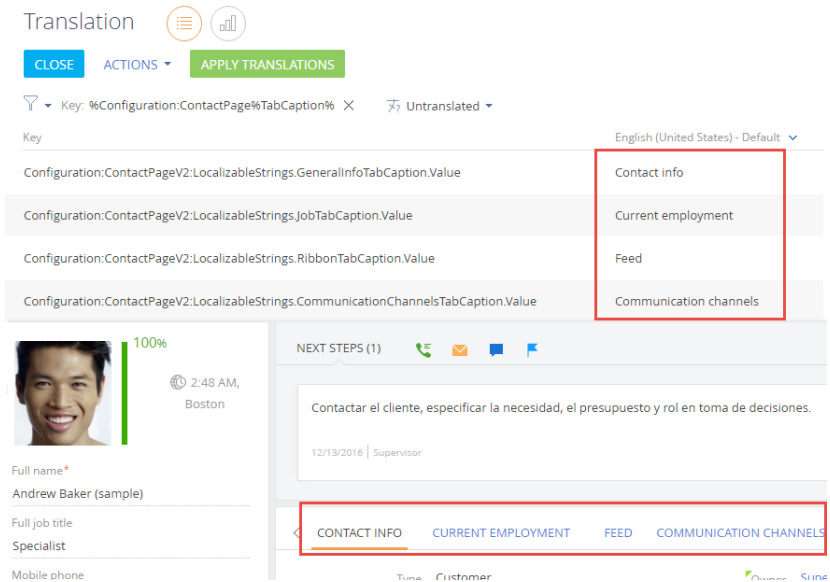 Translation
CLOSE ACTIONS APPLY TRANSLATIONS
Key: %Configuration:ContactPage%TabCaption% Untranslated
Key English (United States) - Default
Configuration:ContactPageV2:LocalizableStrings.GeneralInfoTabCaption.Value Contact info
Configuration:ContactPageV2:LocalizableStrings.JobTabCaption.Value Current employment
Configuration:ContactPageV2:LocalizableStrings.RibbonTabCaption.Value Feed
Configuration:ContactPageV2:LocalizableStrings.CommunicationChannelsTabCaption.Value Communication channels
100%
2:48 AM,
Boston
Full name*
Andrew Baker (sample)
Full job title
Specialist
Mobile phone
NEXT STEPS (1)
Contactar el cliente, especificar la necesidad, el presupuesto y rol en toma de decisiones.
12/13/2016 | Supervisor
CONTACT INFO CURRENT EMPLOYMENT FEED COMMUNICATION CHANNELS
Type Customer Owner Supe